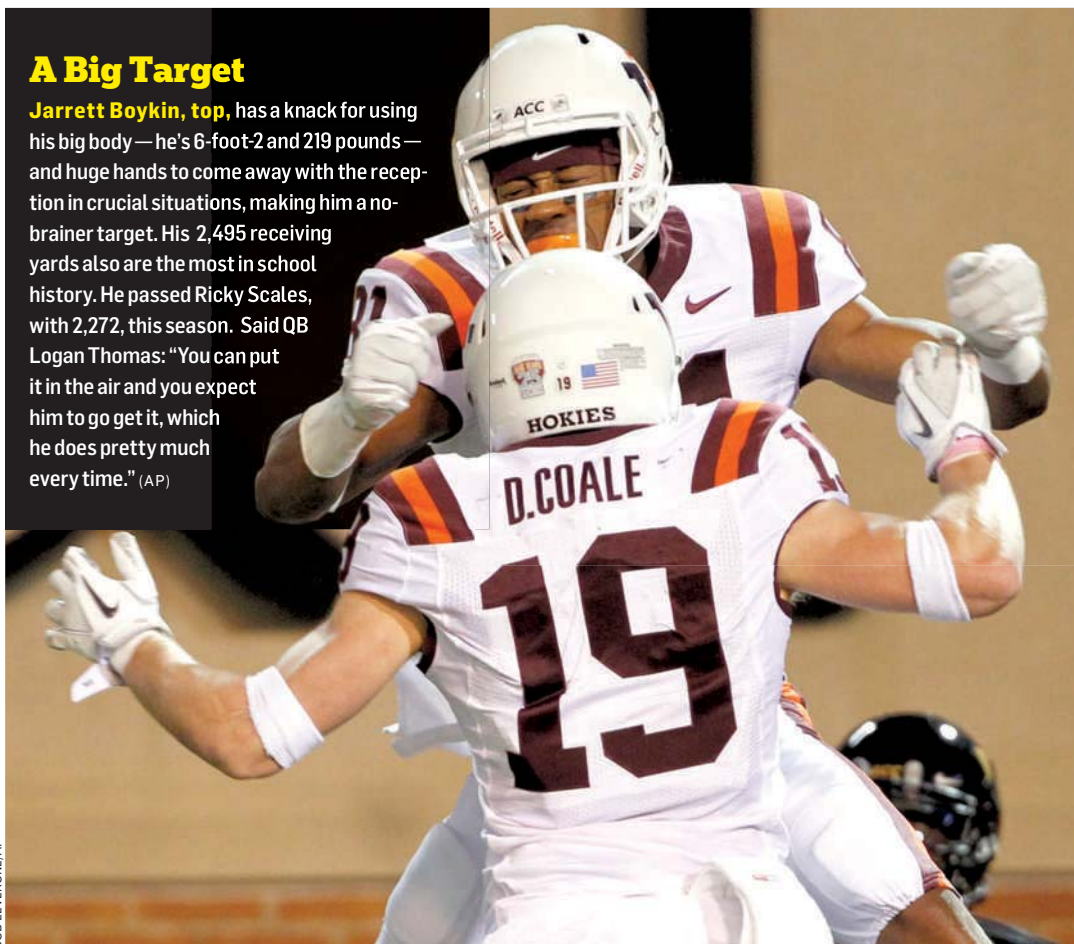 A Big Target
Jarrett Boykin, top, has a knack for using
his big body — he's 6-foot-2 and 219 pounds —
and huge hands to come away with the recep-
tion in crucial situations, making him a no-
brainer target. His 2,495 receiving
yards also are the most in school
history. He passed Ricky Scales,
with 2,272, this season. Said QB
Logan Thomas: “You can put
it in the air and you expect
him to go get it, which
he does pretty much
every time.” (AP)
ACC
81
19
HOKIES
D.COALE
19